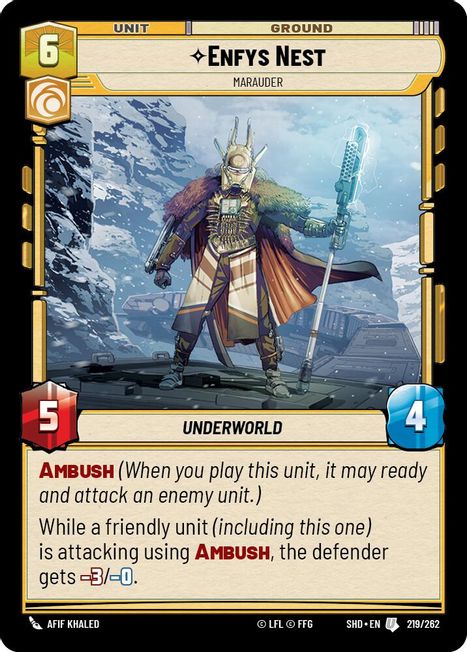 UNIT
GROUND
6
✧ENFYS NEST
MARAUDER
5
4
UNDERWORLD
AMBUSH (When you play this unit, it may ready
and attack an enemy unit.)
While a friendly unit (including this one)
is attacking using AMBUSH, the defender
gets -3/-0.
AFIF KHALED
© LFL © FFG
SHD•EN
U
219/262